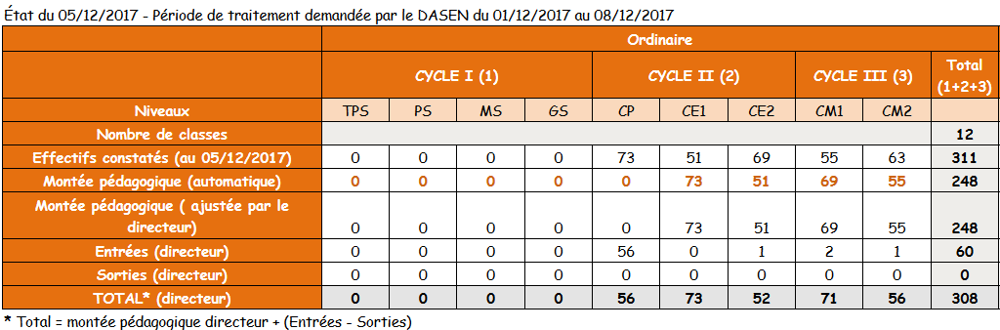 État du 05/12/2017 - Période de traitement demandée par le DASEN du 01/12/2017 au 08/12/2017
Ordinaire
CYCLE I (1) CYCLE II (2) CYCLE III (3) Total (1+2+3)
Niveaux TPS PS MS GS CP CE1 CE2 CM1 CM2
Nombre de classes 12
Effectifs constatés (au 05/12/2017) 0 0 0 0 73 51 69 55 63 311
Montée pédagogique (automatique) 0 0 0 0 0 73 51 69 55 248
Montée pédagogique ( ajustée par le
directeur) 0 0 0 0 0 73 51 69 55 248
Entrées (directeur) 0 0 0 0 56 0 1 2 1 60
Sorties (directeur) 0 0 0 0 0 0 0 0 0 0
TOTAL* (directeur) 0 0 0 0 56 73 52 71 56 308
* Total = montée pédagogique directeur + (Entrées - Sorties)